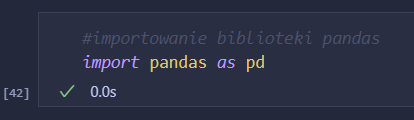 #importowanie biblioteki pandas
import pandas as pd
[42] 0.0s